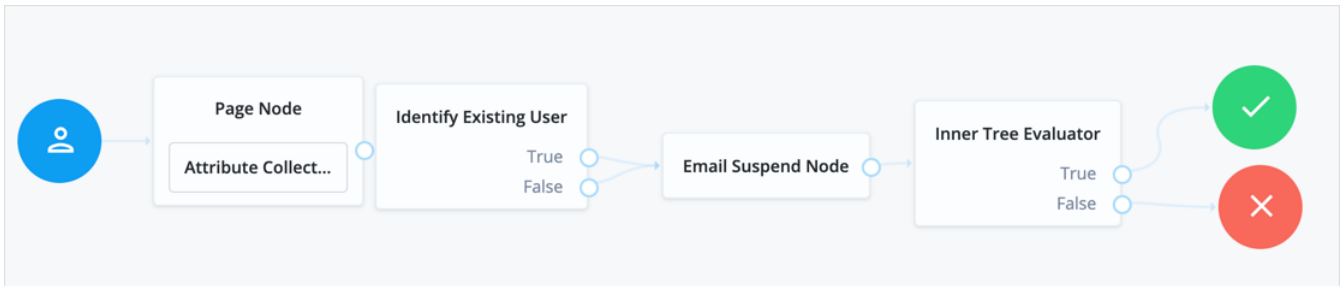 Page Node
Attribute Collect...
Identify Existing User
True
False
Email Suspend Node
Inner Tree Evaluator
True
False